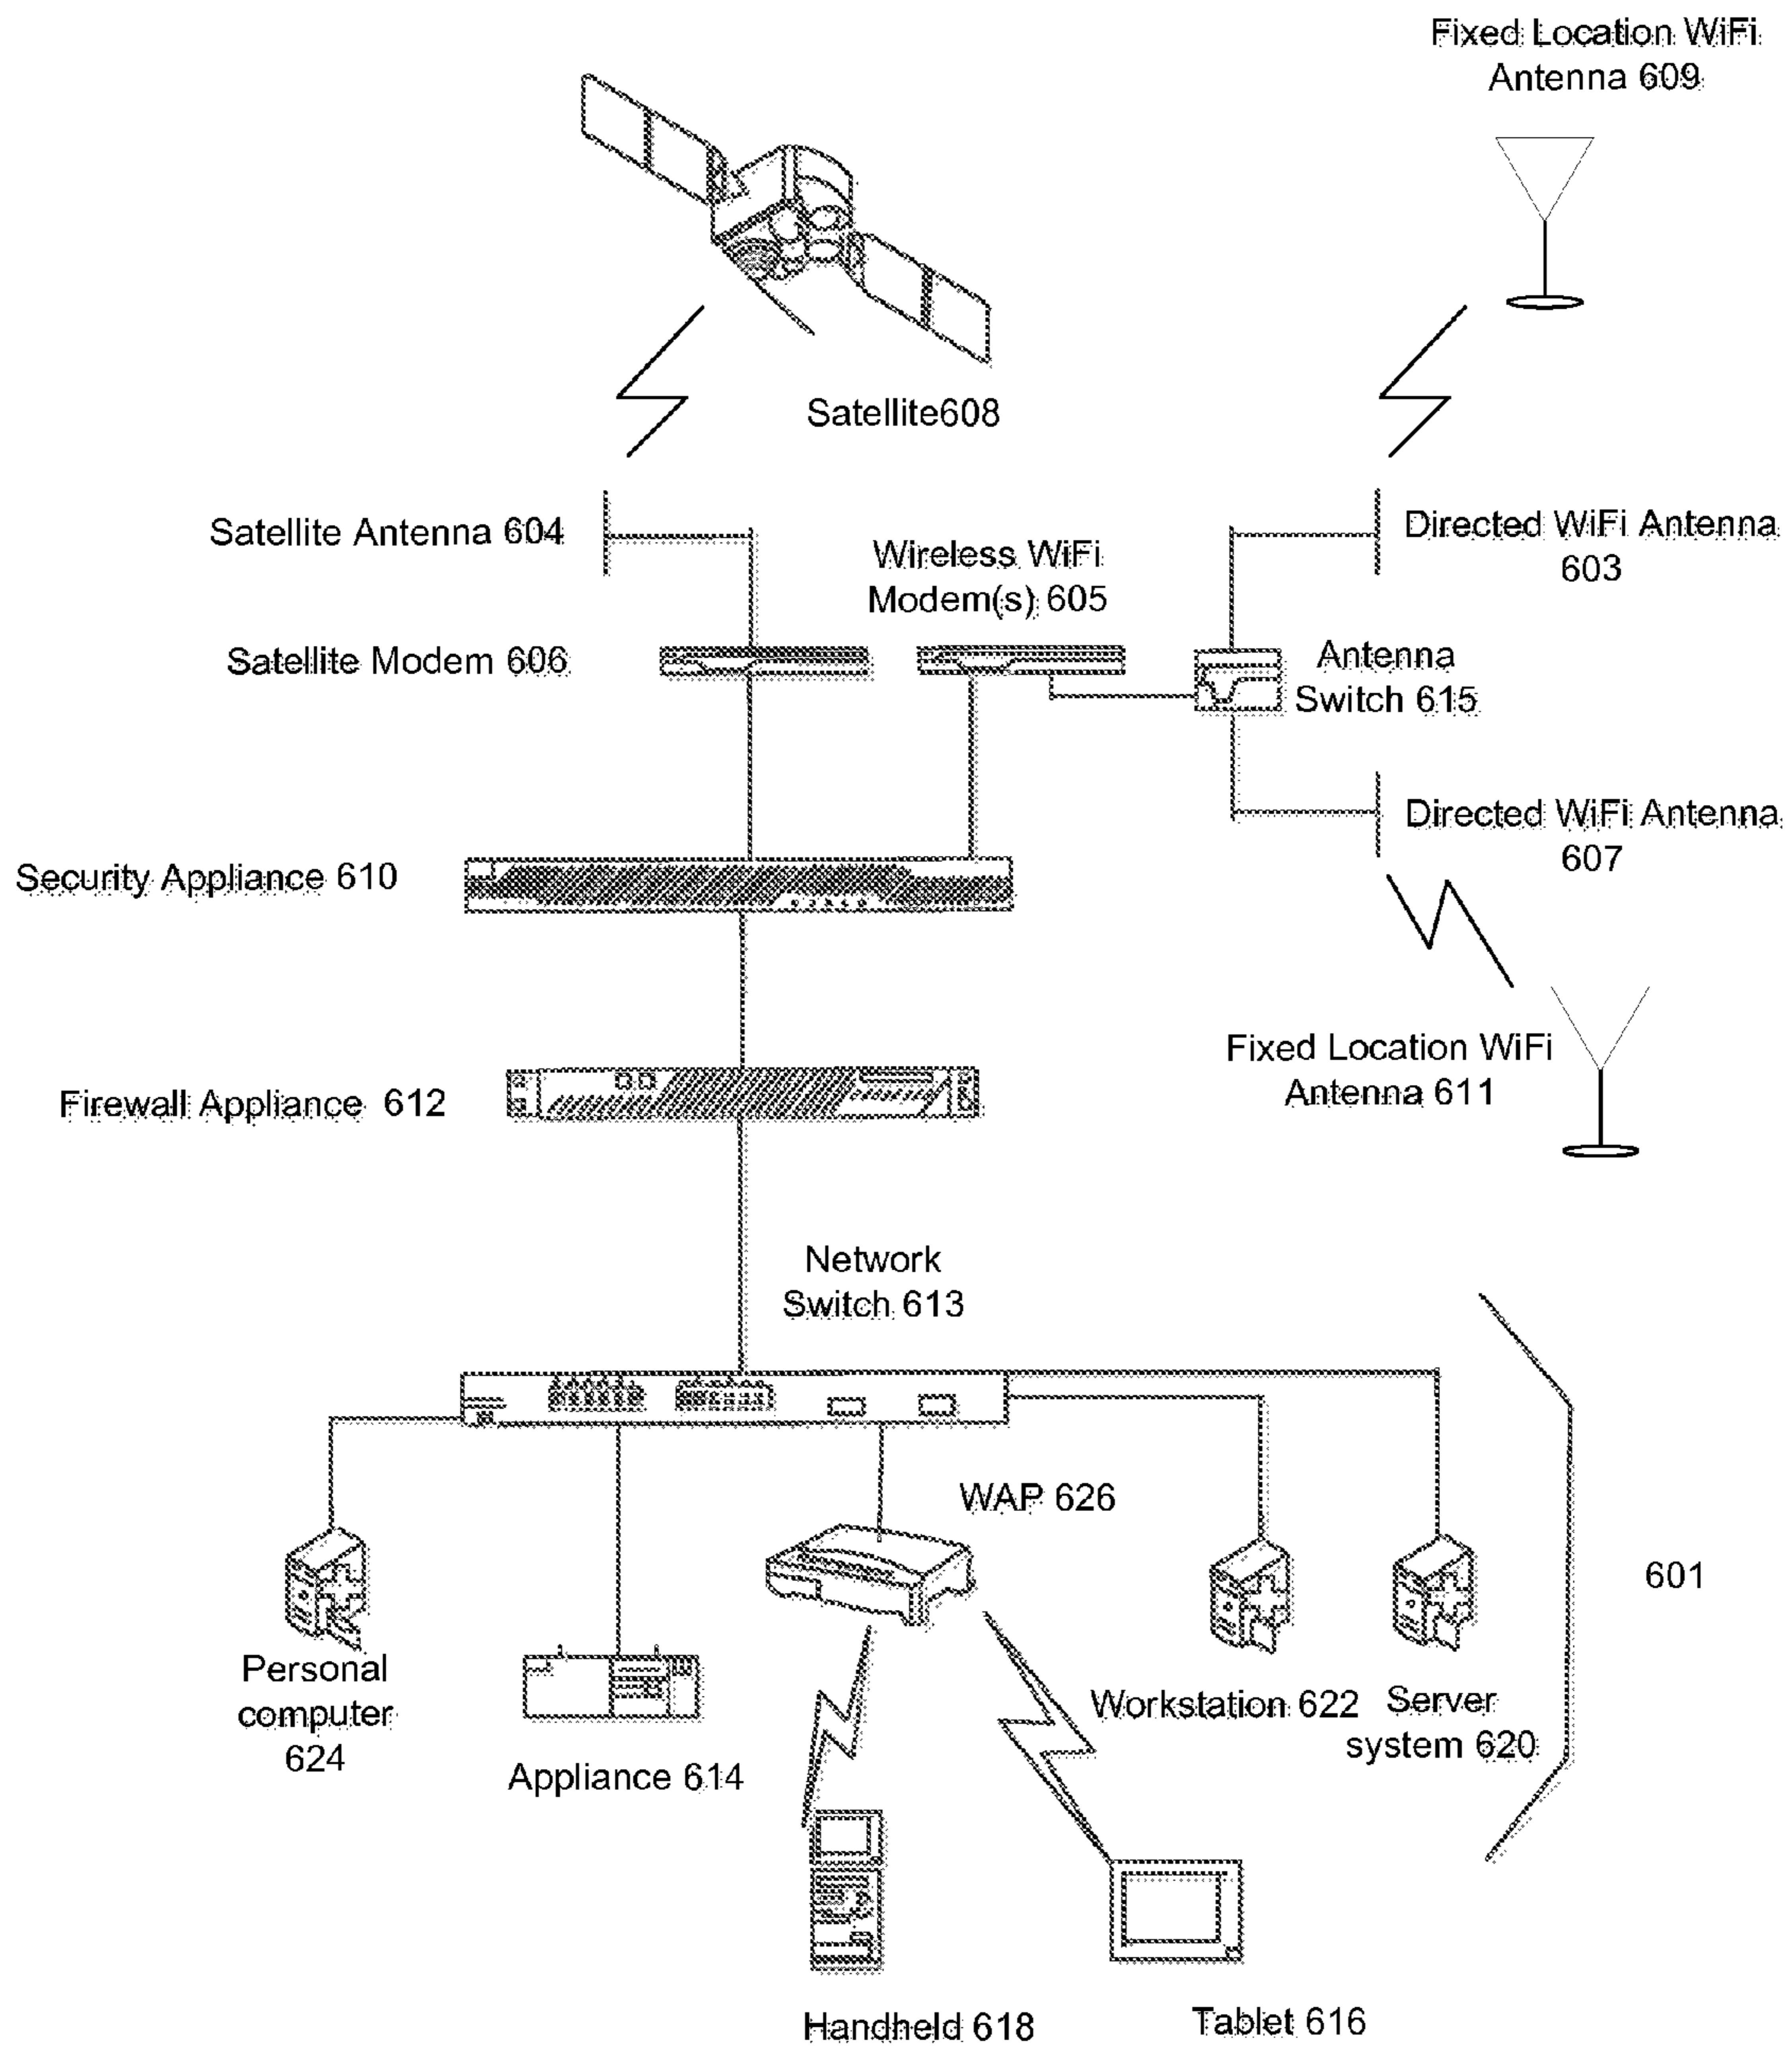 Fixed Location WiFi
Antenna 609
Satellite608
Satellite Antenna 604
Wireless WiFi
Modem(s) 605
Directed WiFi Antenna
603
Satellite Modem 606
Antenna
Switch 615
Directed WiFi Antenna
607
Security Appliance 610
Fixed Location WiFi
Antenna 611
Firewall Appliance 612
Network
Switch 613
WAP 626
601
Personal
computer
624
Workstation 622
Server
system 620
Appliance 614
Handheld 618
Tablet 616